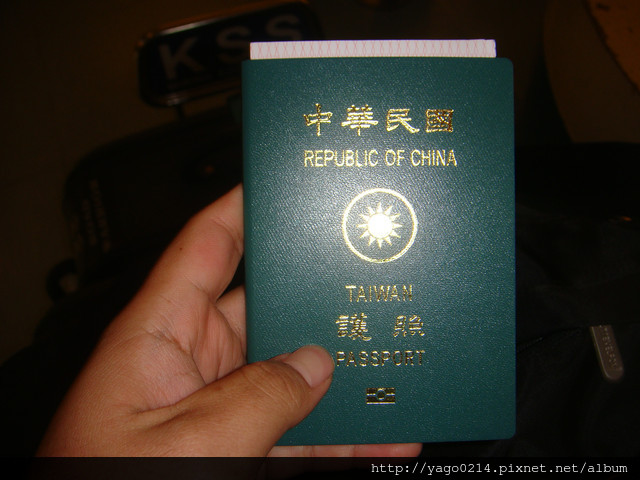 KSS
中華民國
REPUBLIC OF CHINA
TAIWAN
護照
PASSPORT
http://yago0214.pixnet.net/album